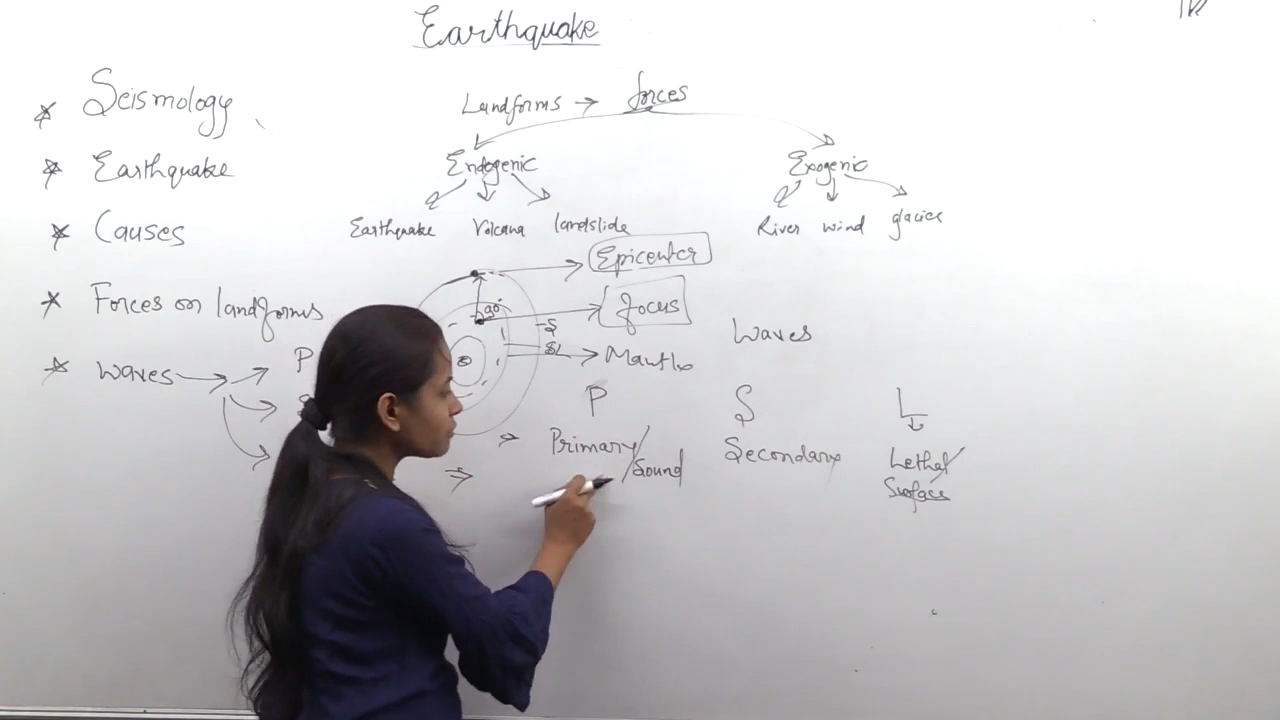 Earthquake
* Seismology
* Earthquake
* Causes
* Forces on landforms
* Waves → P
Landforms → forces
Endogenic Exogenic
Earthquake Volcano landslide River wind glacier
Epicenter
90°
focus
S
SL
Mantle
Waves
P S L
Primary/Sound Secondary Lethal/
Surface